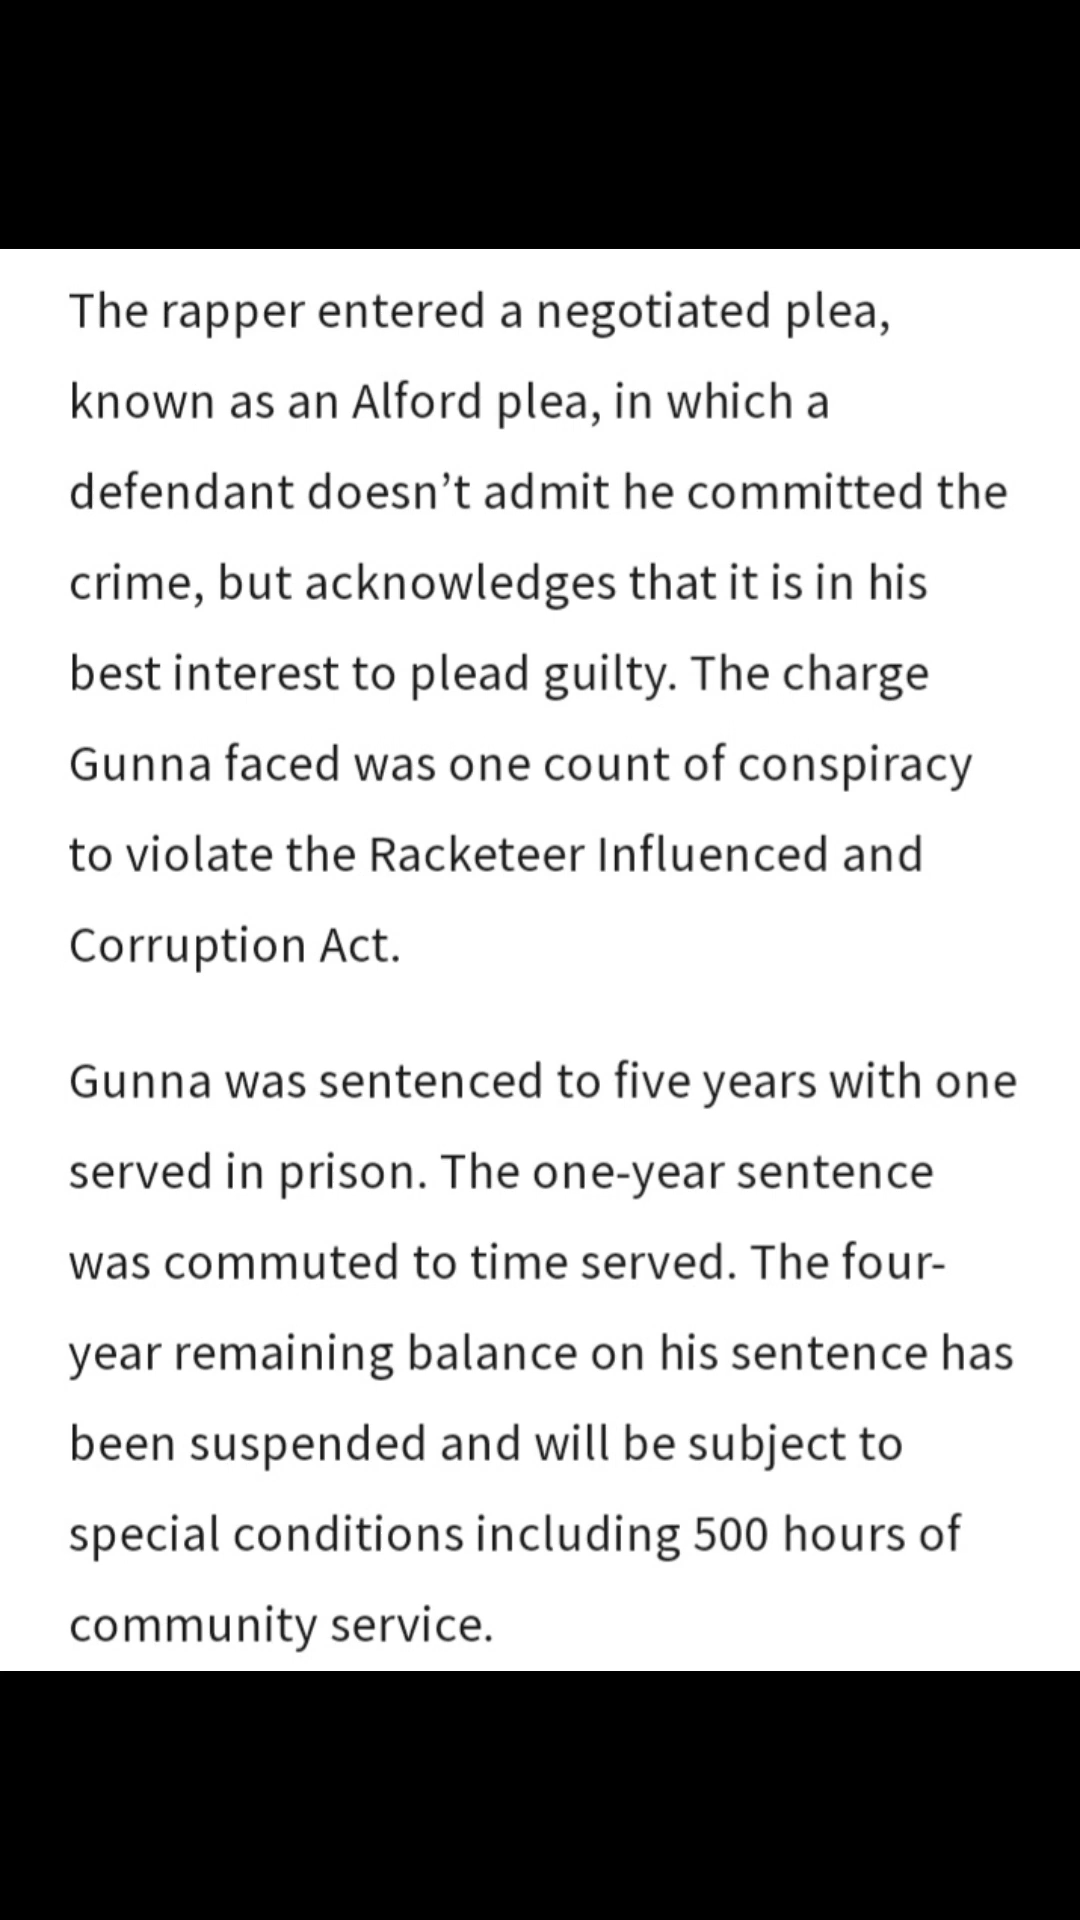 The rapper entered a negotiated plea,
known as an Alford plea, in which a
defendant doesn’t admit he committed the
crime, but acknowledges that it is in his
best interest to plead guilty. The charge
Gunna faced was one count of conspiracy
to violate the Racketeer Influenced and
Corruption Act.
Gunna was sentenced to five years with one
served in prison. The one-year sentence
was commuted to time served. The four-
year remaining balance on his sentence has
been suspended and will be subject to
special conditions including 500 hours of
community service.